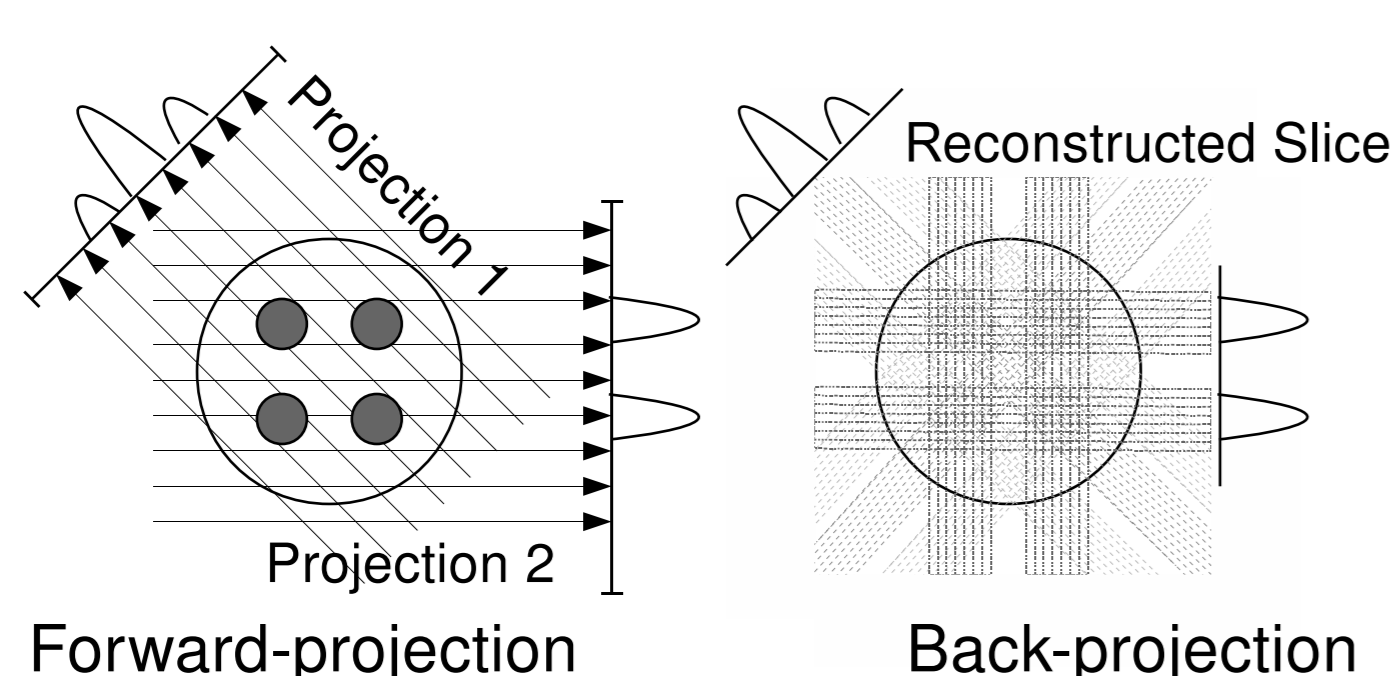 Projection 1
Reconstructed Slice
Projection 2
Forward-projection
Back-projection